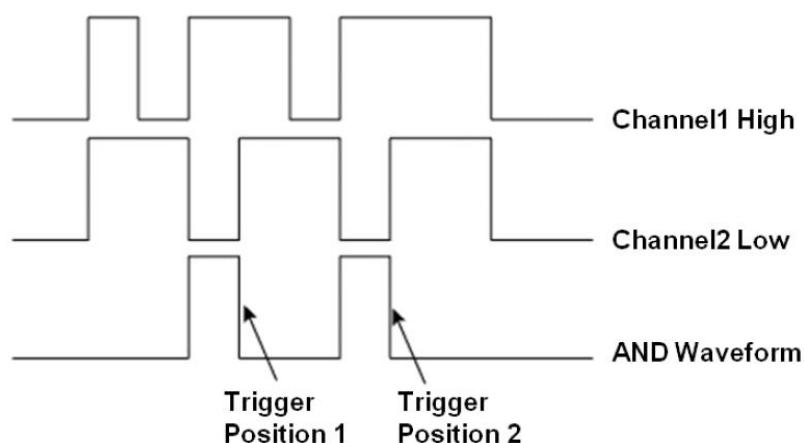 Channel1 High
Channel2 Low
AND Waveform
Trigger
Position 1
Trigger
Position 2